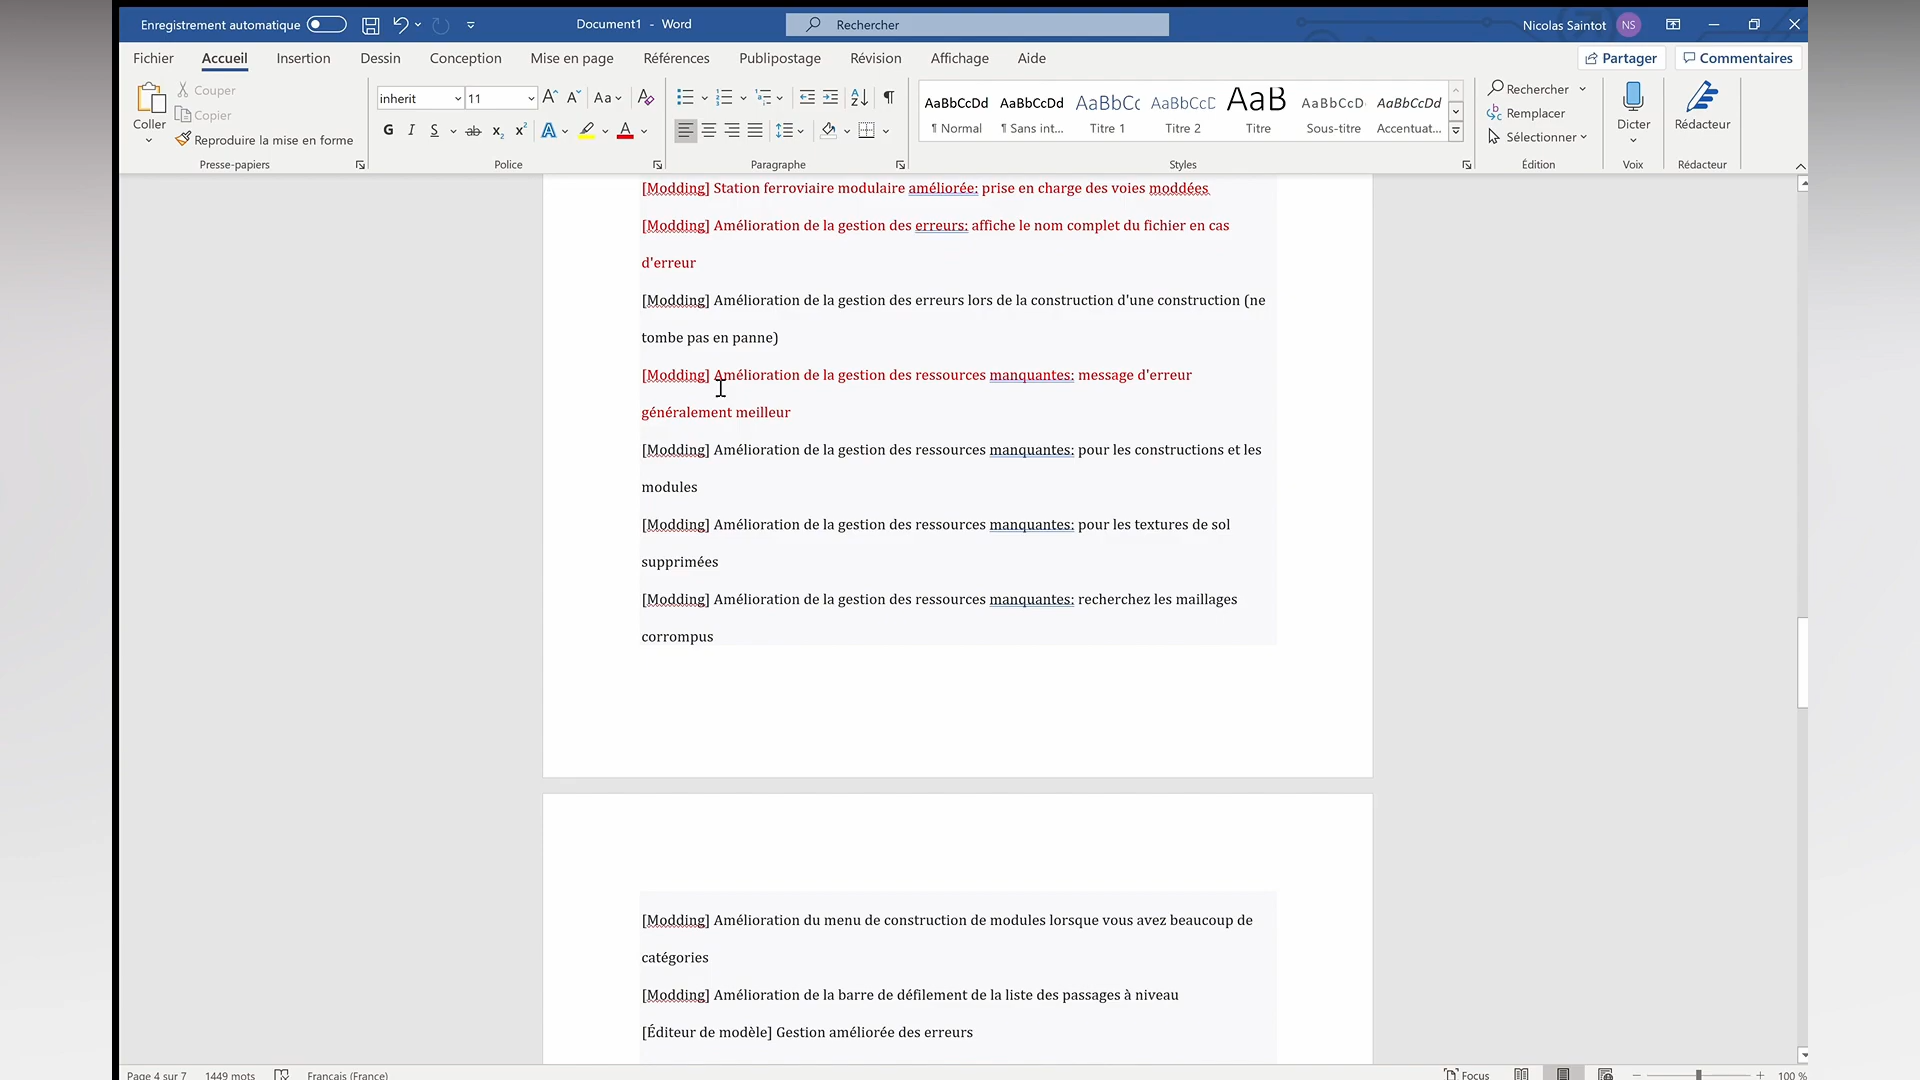 Enregistrement automatique
Document1 - Word
Rechercher
Nicolas Saintot
NS
Fichier Accueil Insertion Dessin Conception Mise en page Références Publipostage Révision Affichage Aide
Partager
Commentaires
Coller
Couper
Copier
Reproduire la mise en forme
Presse-papiers
inherit 11
Aa
G I S ab x₂ x² A A
Police
Paragraphe
AaBbCcDd AaBbCcDd AaBbCc AaBbCcD AaB AaBbCcD AaBbCcDd
¶ Normal ¶ Sans int... Titre 1 Titre 2 Titre Sous-titre Accentuat...
Styles
Rechercher
Remplacer
Sélectionner
Édition
Dicter
Voix
Rédacteur
Rédacteur
[Modding] Station ferroviaire modulaire améliorée: prise en charge des voies moddées
[Modding] Amélioration de la gestion des erreurs: affiche le nom complet du fichier en cas
d'erreur
[Modding] Amélioration de la gestion des erreurs lors de la construction d'une construction (ne
tombe pas en panne)
[Modding] Amélioration de la gestion des ressources manquantes: message d'erreur
généralement meilleur
[Modding] Amélioration de la gestion des ressources manquantes: pour les constructions et les
modules
[Modding] Amélioration de la gestion des ressources manquantes: pour les textures de sol
supprimées
[Modding] Amélioration de la gestion des ressources manquantes: recherchez les maillages
corrompus
[Modding] Amélioration du menu de construction de modules lorsque vous avez beaucoup de
catégories
[Modding] Amélioration de la barre de défilement de la liste des passages à niveau
[Éditeur de modèle] Gestion améliorée des erreurs
Page 4 sur 7 1449 mots Français (France) Focus 100 %